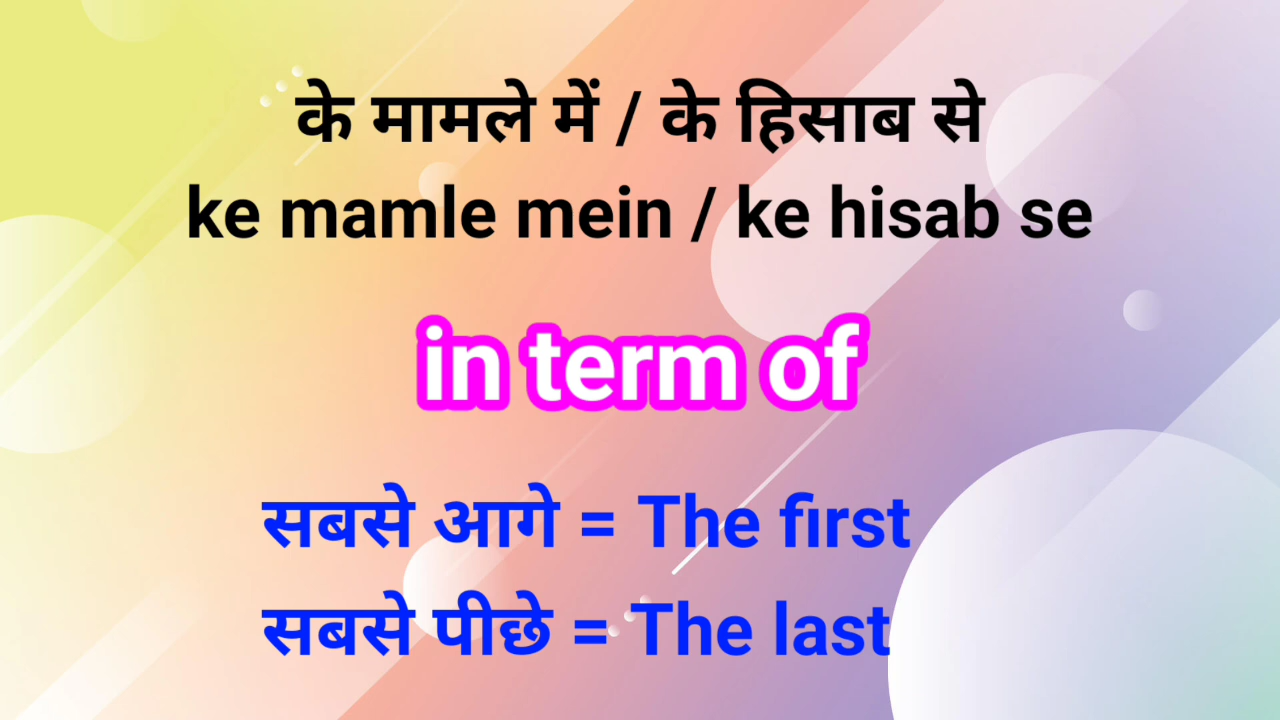 के मामले में / के हिसाब से
ke mamle mein / ke hisab se
in term of
सबसे आगे = The first
सबसे पीछे = The last